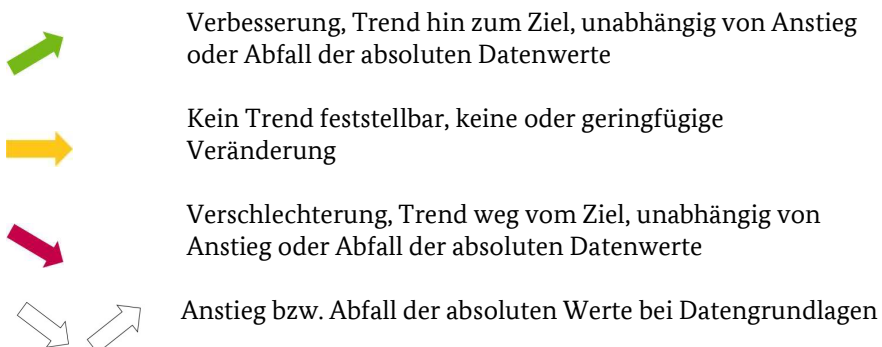 Verbesserung, Trend hin zum Ziel, unabhängig von Anstieg
oder Abfall der absoluten Datenwerte
Kein Trend feststellbar, keine oder geringfügige
Veränderung
Verschlechterung, Trend weg vom Ziel, unabhängig von
Anstieg oder Abfall der absoluten Datenwerte
Anstieg bzw. Abfall der absoluten Werte bei Datengrundlagen